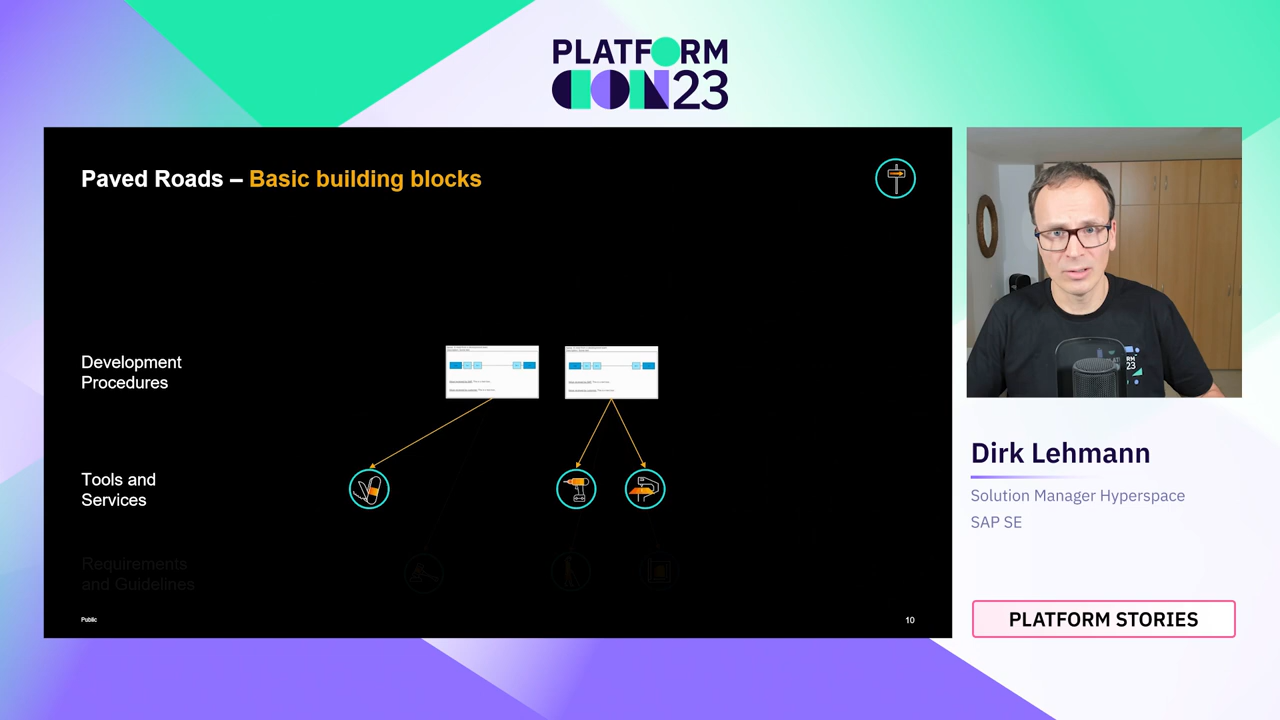 PLATFORM
CON23
Paved Roads – Basic building blocks
Development
Procedures
Tools and
Services
Requirements
and Guidelines
Public
10
Dirk Lehmann
Solution Manager Hyperspace
SAP SE
PLATFORM STORIES